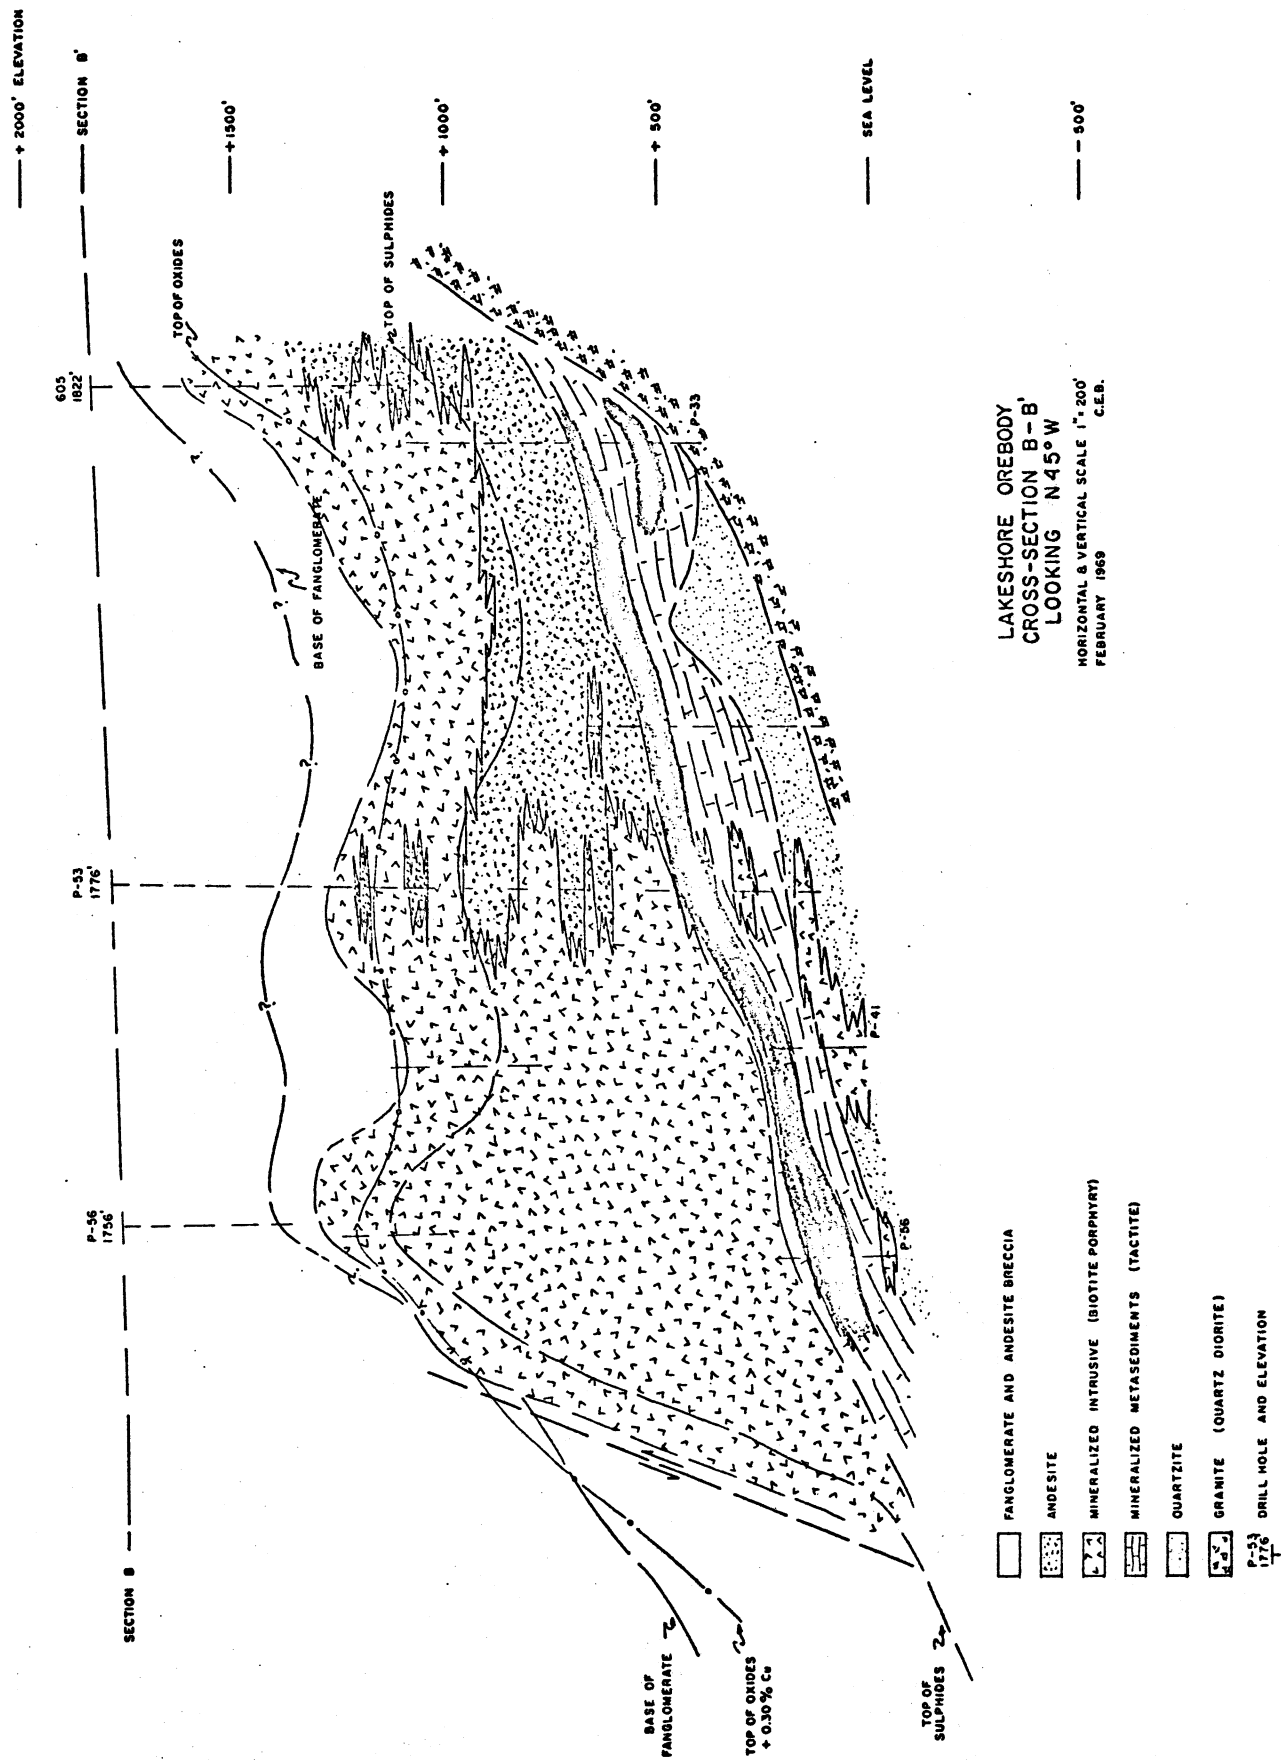 + 2000' ELEVATION
SECTION B'
+1500'
+1000'
+ 500'
SEA LEVEL
- 500'
605
1822'
P-53
1776'
P-56
1756'
SECTION B
TOP OF OXIDES
TOP OF SULPHIDES
?
?
BASE OF FANGLOMERATE
?
?
?
P-33
P-41
P-56
BASE OF
FANGLOMERATE
TOP OF OXIDES
+ 0.30% Cu
TOP OF
SULPHIDES
LAKESHORE OREBODY
CROSS-SECTION B-B'
LOOKING N45°W
HORIZONTAL & VERTICAL SCALE 1"= 200'
FEBRUARY 1969 C.E.B.
FANGLOMERATE AND ANDESITE BRECCIA
ANDESITE
MINERALIZED INTRUSIVE (BIOTITE PORPHYRY)
MINERALIZED METASEDIMENTS (TACTITE)
QUARTZITE
GRANITE (QUARTZ DIORITE)
P-53
1776'
DRILL HOLE AND ELEVATION